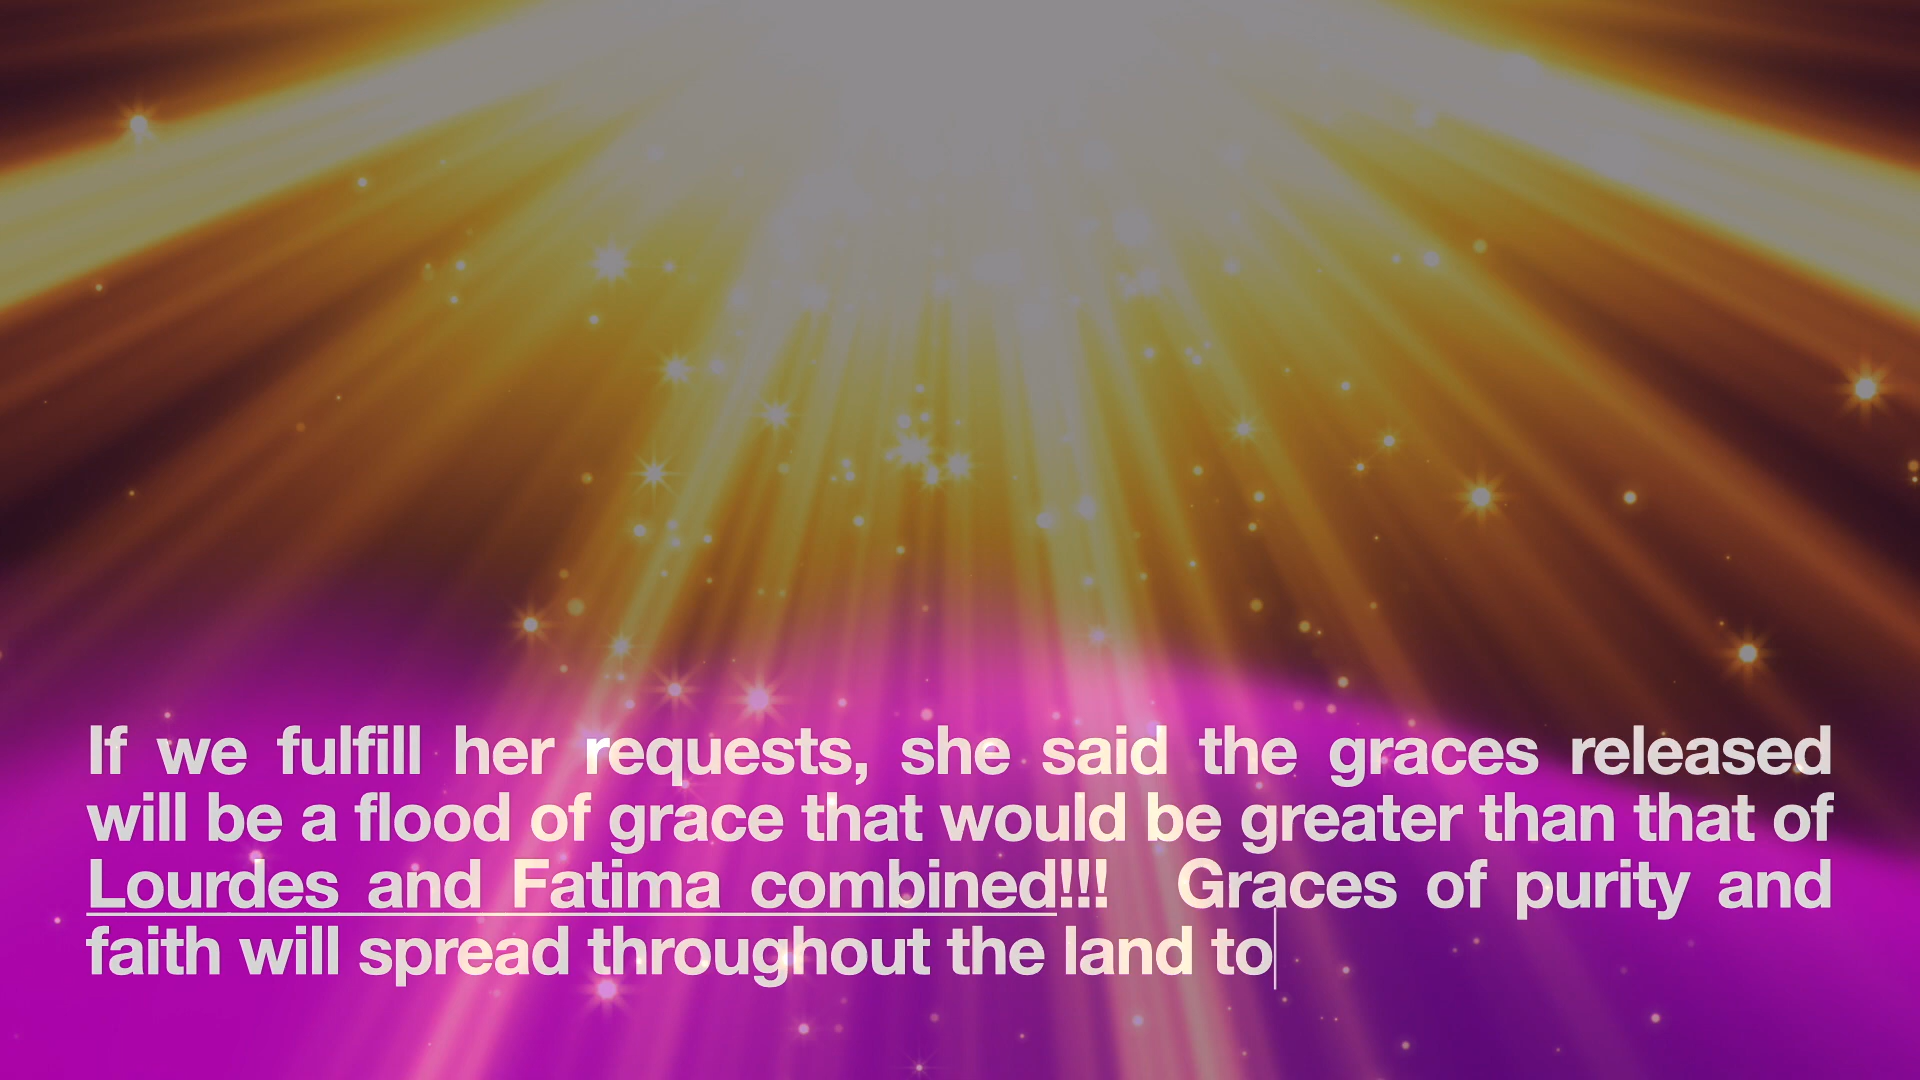 If we fulfill her requests, she said the graces released
will be a flood of grace that would be greater than that of
Lourdes and Fatima combined!!! Graces of purity and
faith will spread throughout the land to